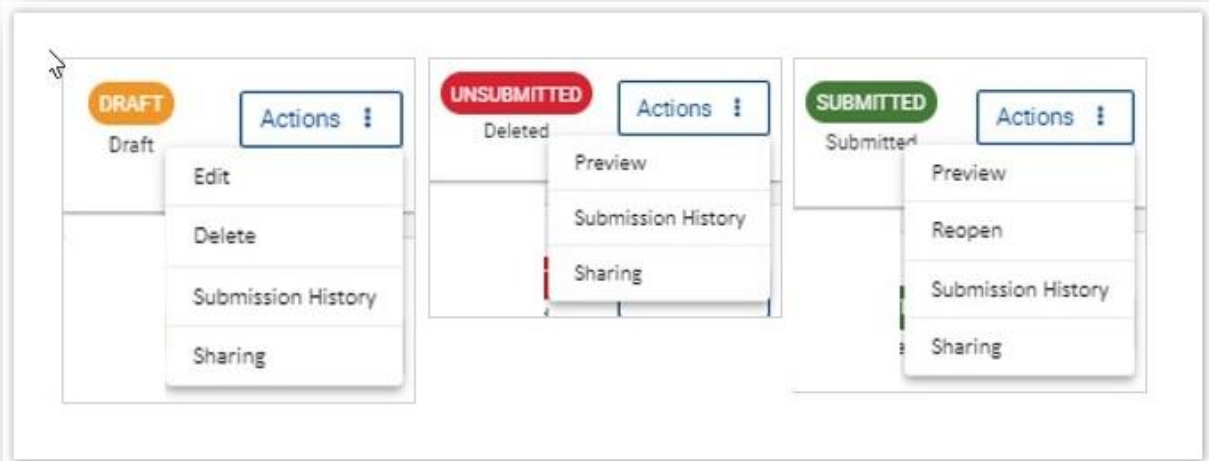 DRAFT
Draft
Actions
Edit
Delete
Submission History
Sharing
UNSUBMITTED
Deleted
Actions
Preview
Submission History
Sharing
SUBMITTED
Submitted
Actions
Preview
Reopen
Submission History
Sharing